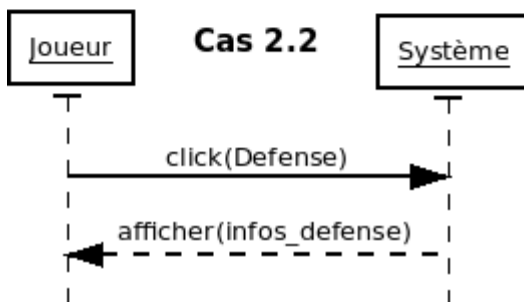 Joueur
Cas 2.2
Système
click(Defense)
afficher(infos_defense)